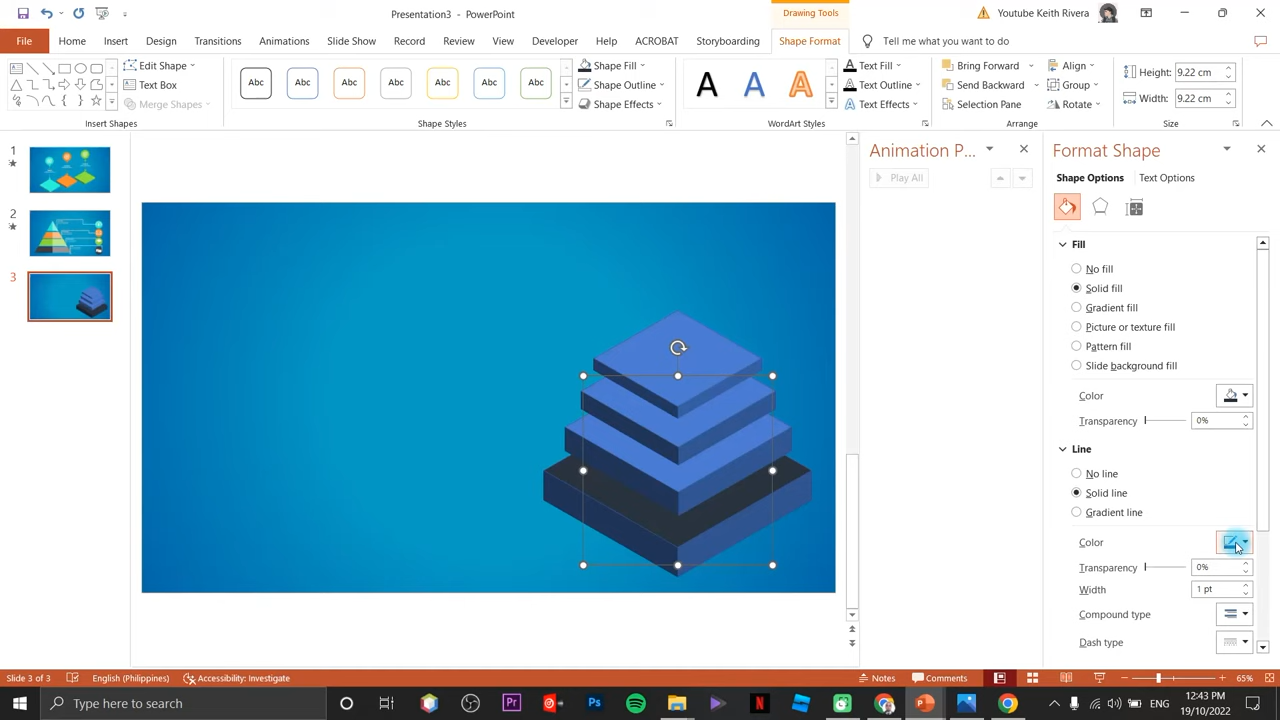 Presentation3 - PowerPoint
Drawing Tools
Youtube Keith Rivera
File Home Insert Design Transitions Animations Slide Show Record Review View Developer Help ACROBAT Storyboarding Shape Format Tell me what you want to do
Edit Shape
Text Box
Merge Shapes
Insert Shapes
Abc Abc Abc Abc Abc Abc Abc
Shape Fill
Shape Outline
Shape Effects
Shape Styles
A A A
Text Fill
Text Outline
Text Effects
WordArt Styles
Bring Forward
Send Backward
Selection Pane
Align
Group
Rotate
Arrange
Height: 9.22 cm
Width: 9.22 cm
Size
1
2
3
Animation P...
Play All
Format Shape
Shape Options Text Options
Fill
No fill
Solid fill
Gradient fill
Picture or texture fill
Pattern fill
Slide background fill
Color
Transparency 0%
Line
No line
Solid line
Gradient line
Color
Transparency 0%
Width 1 pt
Compound type
Dash type
Slide 3 of 3 English (Philippines) Accessibility: Investigate Notes Comments 65%
Type here to search
ENG
12:43 PM
19/10/2022